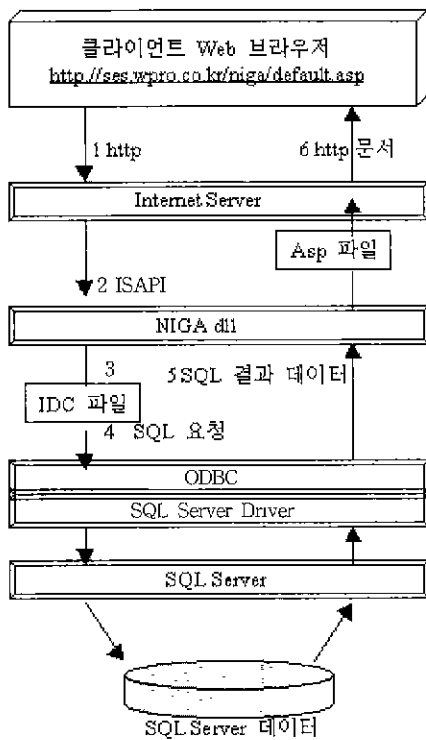 클라이언트 Web 브라우저
http://ses.wpro.co.kr/niga/default.asp
1 http
6 http 문서
Internet Server
Asp 파일
2 ISAPI
NIGA dll
3
5SQL 결과 데이터
IDC 파일
4 SQL 요청
ODBC
SQL Server Driver
SQL Server
SQL Server 데이터